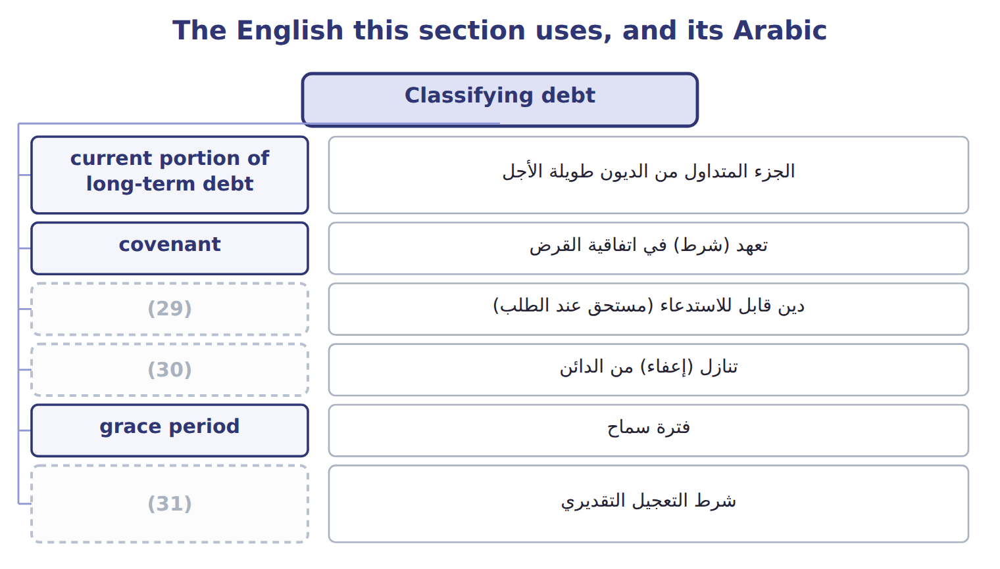 The English this section uses, and its Arabic
Classifying debt
current portion of
long-term debt
الجزء المتداول من الديون طويلة الأجل
covenant
تعهد (شرط) في اتفاقية القرض
(29)
دين قابل للاستدعاء (مستحق عند الطلب)
(30)
تنازل (إعفاء) من الدائن
grace period
فترة سماح
(31)
شرط التعجيل التقديري